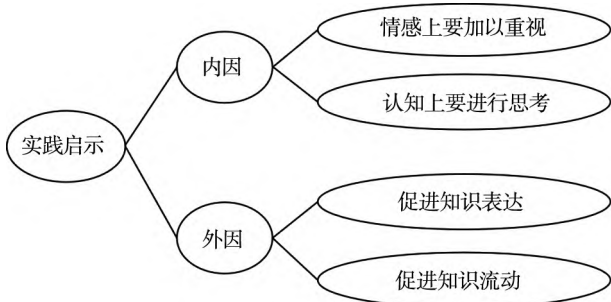 实践启示
内因
情感上要加以重视
认知上要进行思考
外因
促进知识表达
促进知识流动